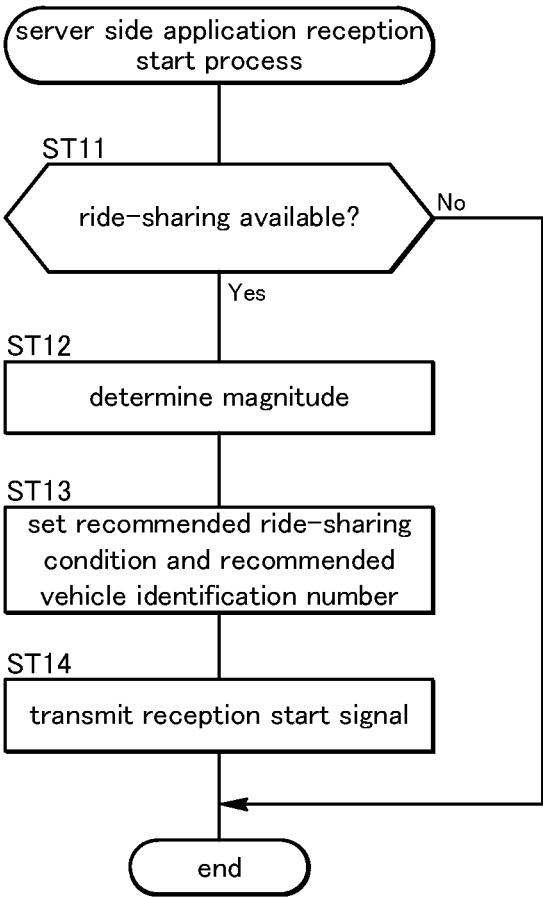 server side application reception
start process
ST11
ride-sharing available?
No
Yes
ST12
determine magnitude
ST13
set recommended ride-sharing
condition and recommended
vehicle identification number
ST14
transmit reception start signal
end